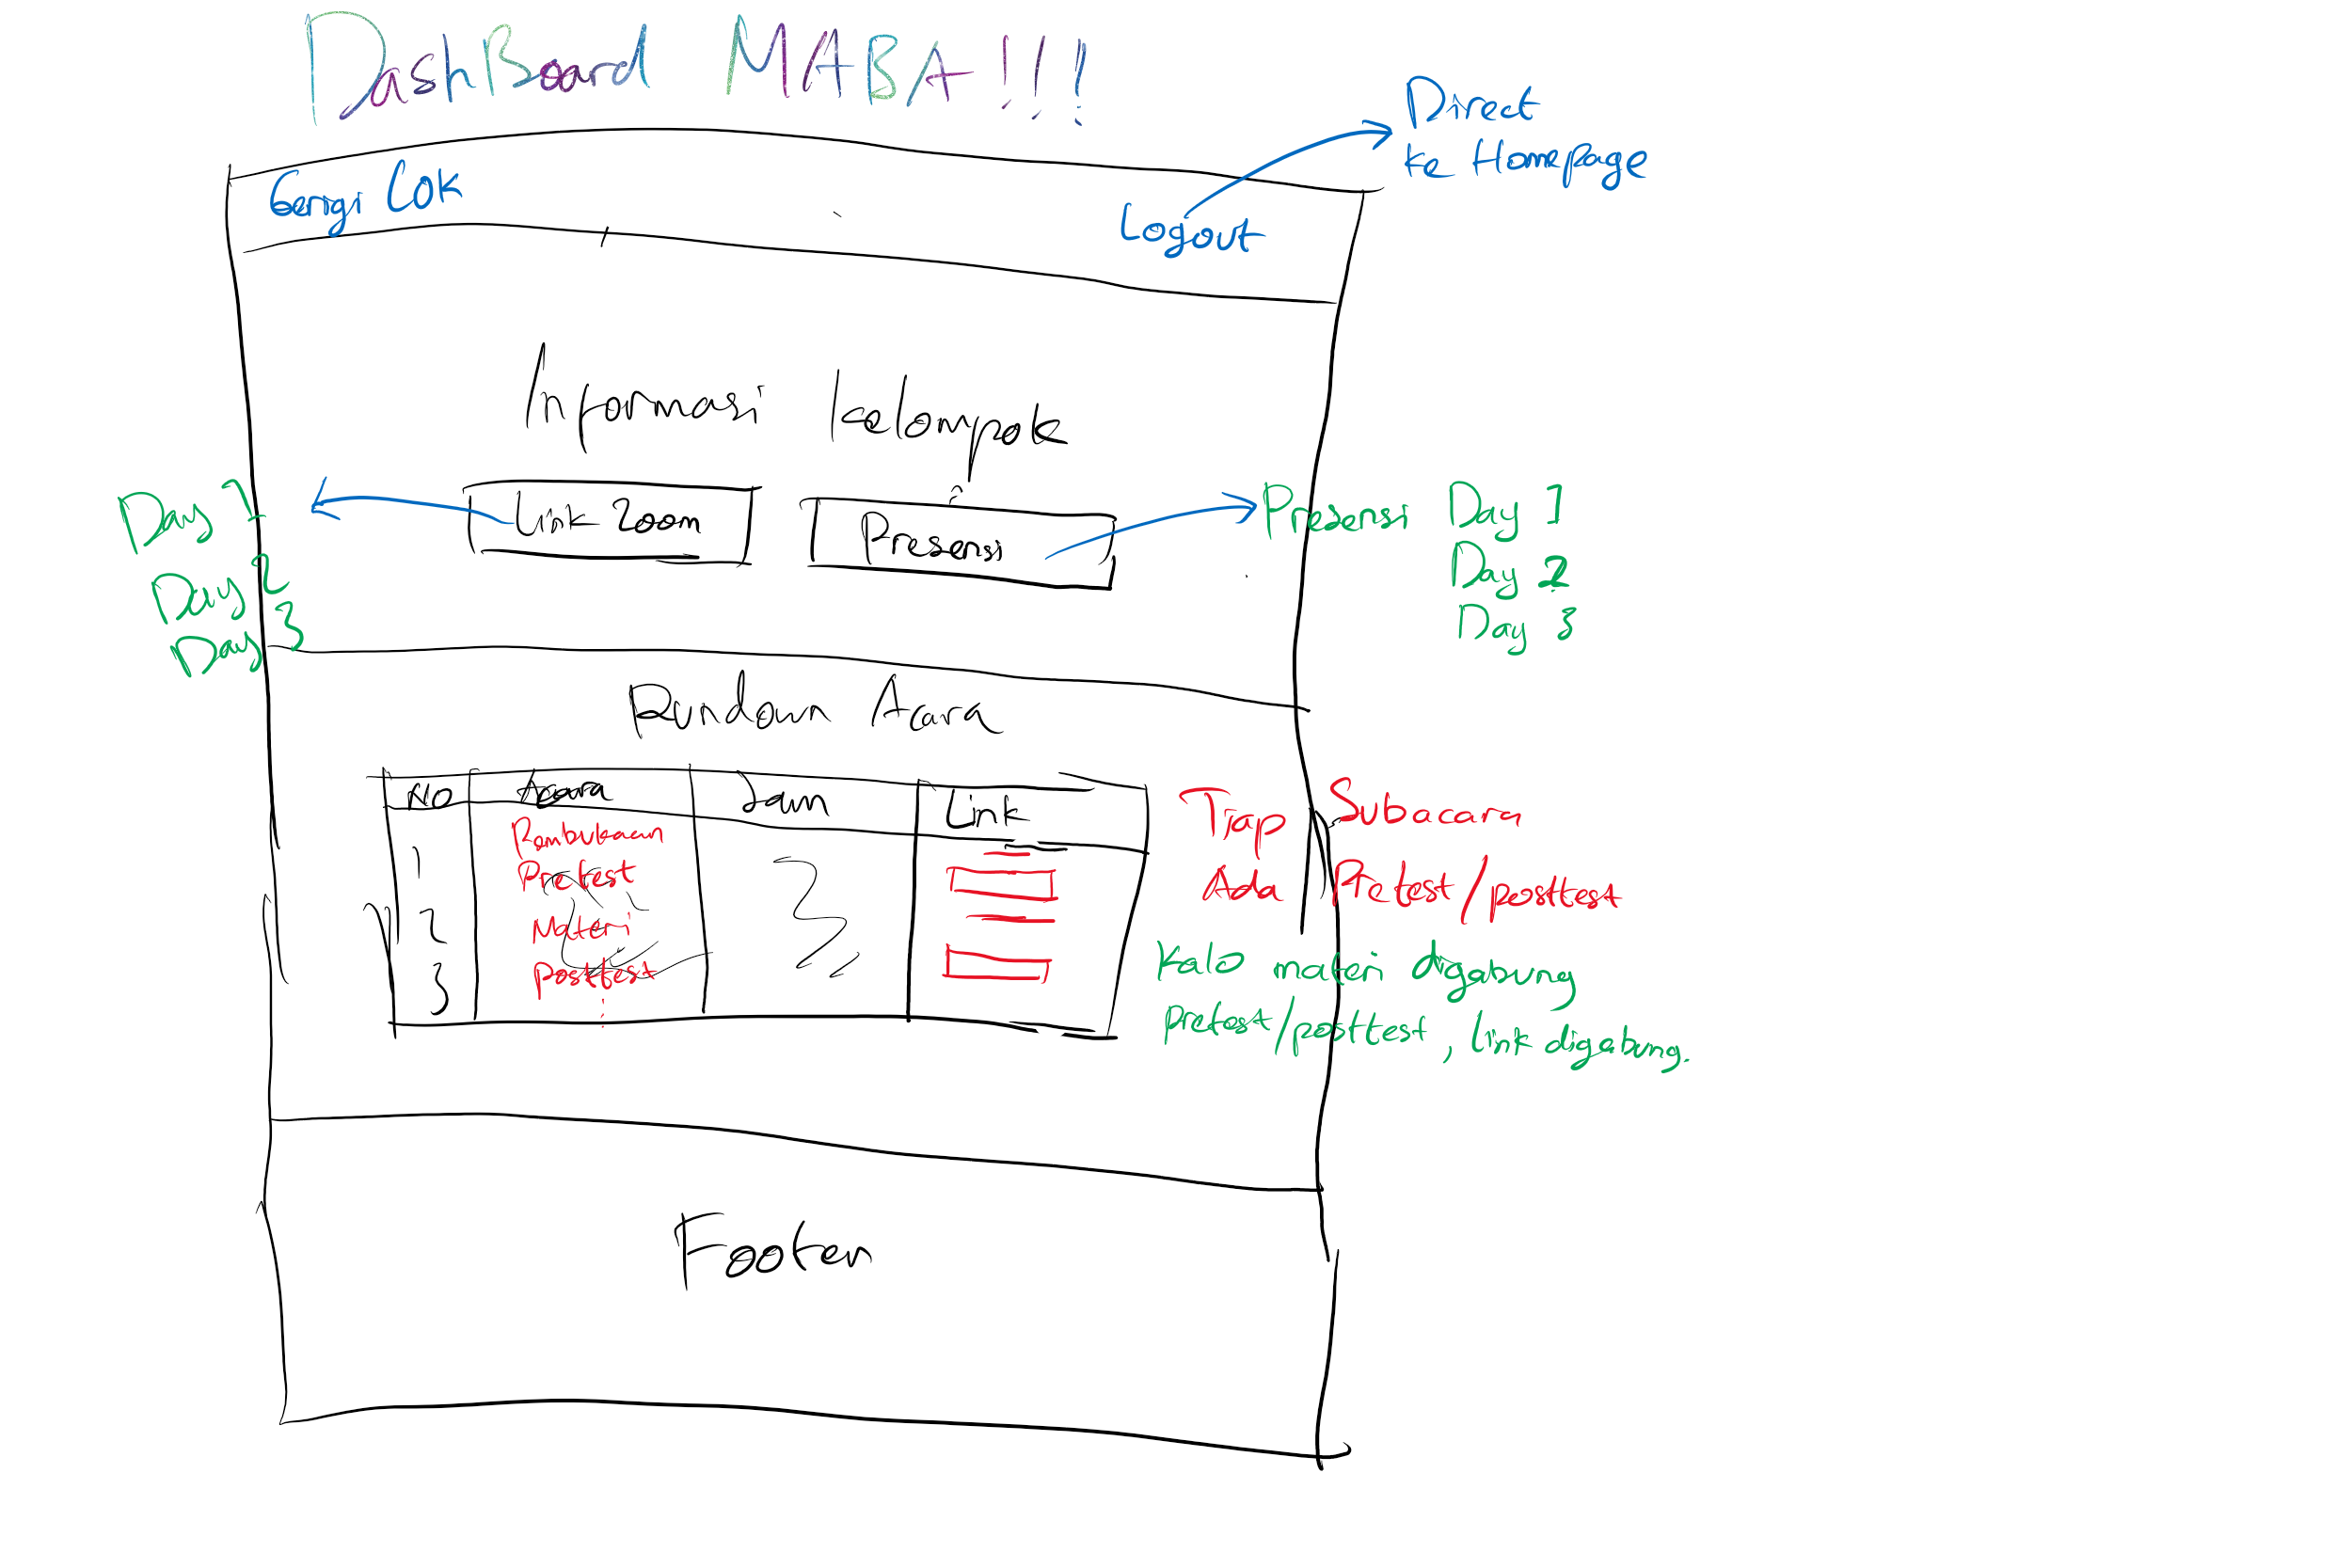 DashBoard MABA!!!
Direct
ke Homepage
Gerigi Cok
Logout
Informasi Kelompok
Link Zoom
Presensi
Day 1
Day 2
Day 3
Presensi Day 1
Day 2
Day 3
Rundown Acara
No Acara Jam Link
1
2
3
Pembukaan
Pretest
Materi
Posttest
Tiap Subacara
Ada Pretest/posttest
Kalo materi digabung
pretest/posttest, link digabung.
Footer